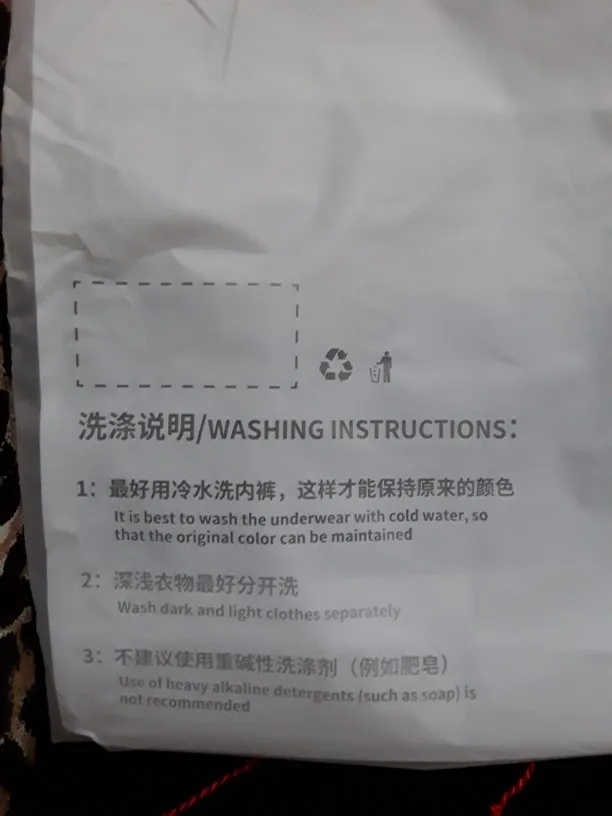 洗涤说明/WASHING INSTRUCTIONS：
1：最好用冷水洗内裤，这样才能保持原来的颜色
It is best to wash the underwear with cold water, so
that the original color can be maintained
2：深浅衣物最好分开洗
Wash dark and light clothes separately
3：不建议使用重碱性洗涤剂（例如肥皂）
Use of heavy alkaline detergents (such as soap) is
not recommended